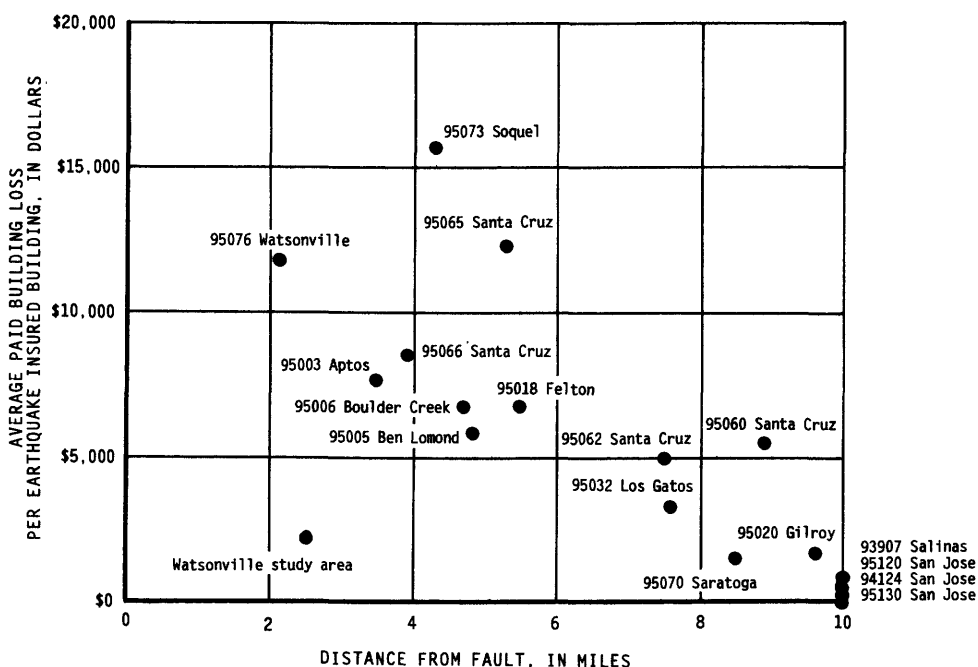 $20,000
$15,000
$10,000
$5,000
$0
AVERAGE PAID BUILDING LOSS
PER EARTHQUAKE INSURED BUILDING, IN DOLLARS
95073 Soquel
95065 Santa Cruz
95076 Watsonville
95066 Santa Cruz
95003 Aptos
95018 Felton
95006 Boulder Creek
95005 Ben Lomond
95060 Santa Cruz
95062 Santa Cruz
95032 Los Gatos
95020 Gilroy
Watsonville study area
95070 Saratoga
93907 Salinas
95120 San Jose
94124 San Jose
95130 San Jose
0
2
4
6
8
10
DISTANCE FROM FAULT, IN MILES